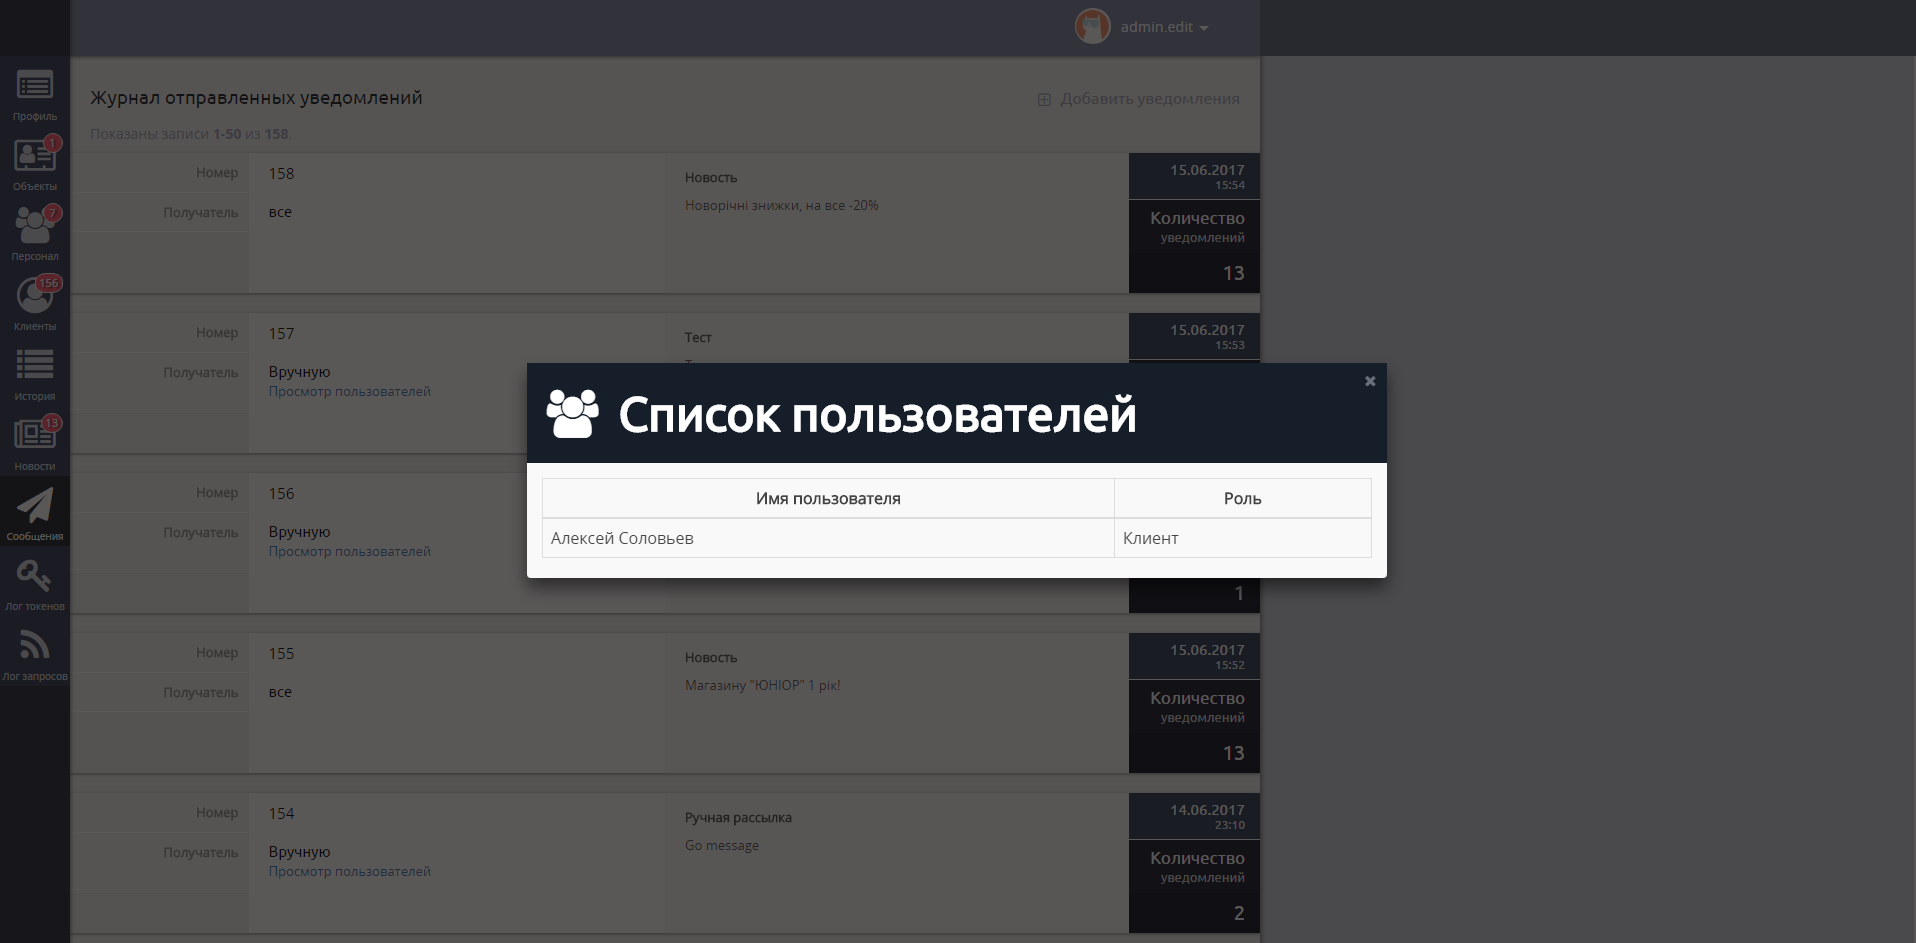 admin.edit
Профиль
1
Объекты
7
Персонал
156
Клиенты
История
13
Новости
Сообщения
Лог токенов
Лог запросов
Журнал отправленных уведомлений
Добавить уведомления
Показаны записи 1-50 из 158.
Номер 158
Получатель все
Новость
Новорічні знижки, на все -20%
15.06.2017
15:54
Количество
уведомлений
13
Номер 157
Получатель Вручную
Просмотр пользователей
Тест
15.06.2017
15:53
Список пользователей
Имя пользователя Роль
Алексей Соловьев Клиент
Номер 156
Получатель Вручную
Просмотр пользователей
1
Номер 155
Получатель все
Новость
Магазину "ЮНІОР" 1 рік!
15.06.2017
15:52
Количество
уведомлений
13
Номер 154
Получатель Вручную
Просмотр пользователей
Ручная рассылка
Go message
14.06.2017
23:10
Количество
уведомлений
2